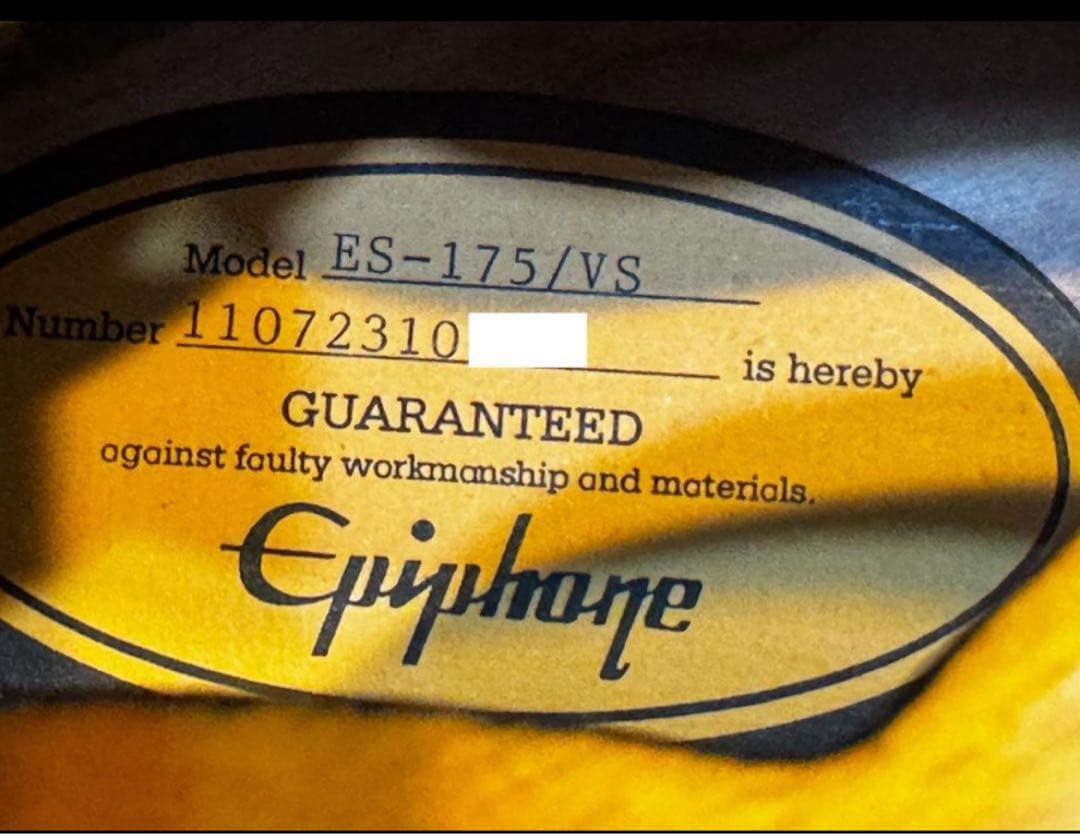 Model ES-175/VS
Number 11072310
is hereby
GUARANTEED
against faulty workmanship and materials.
Epiphone